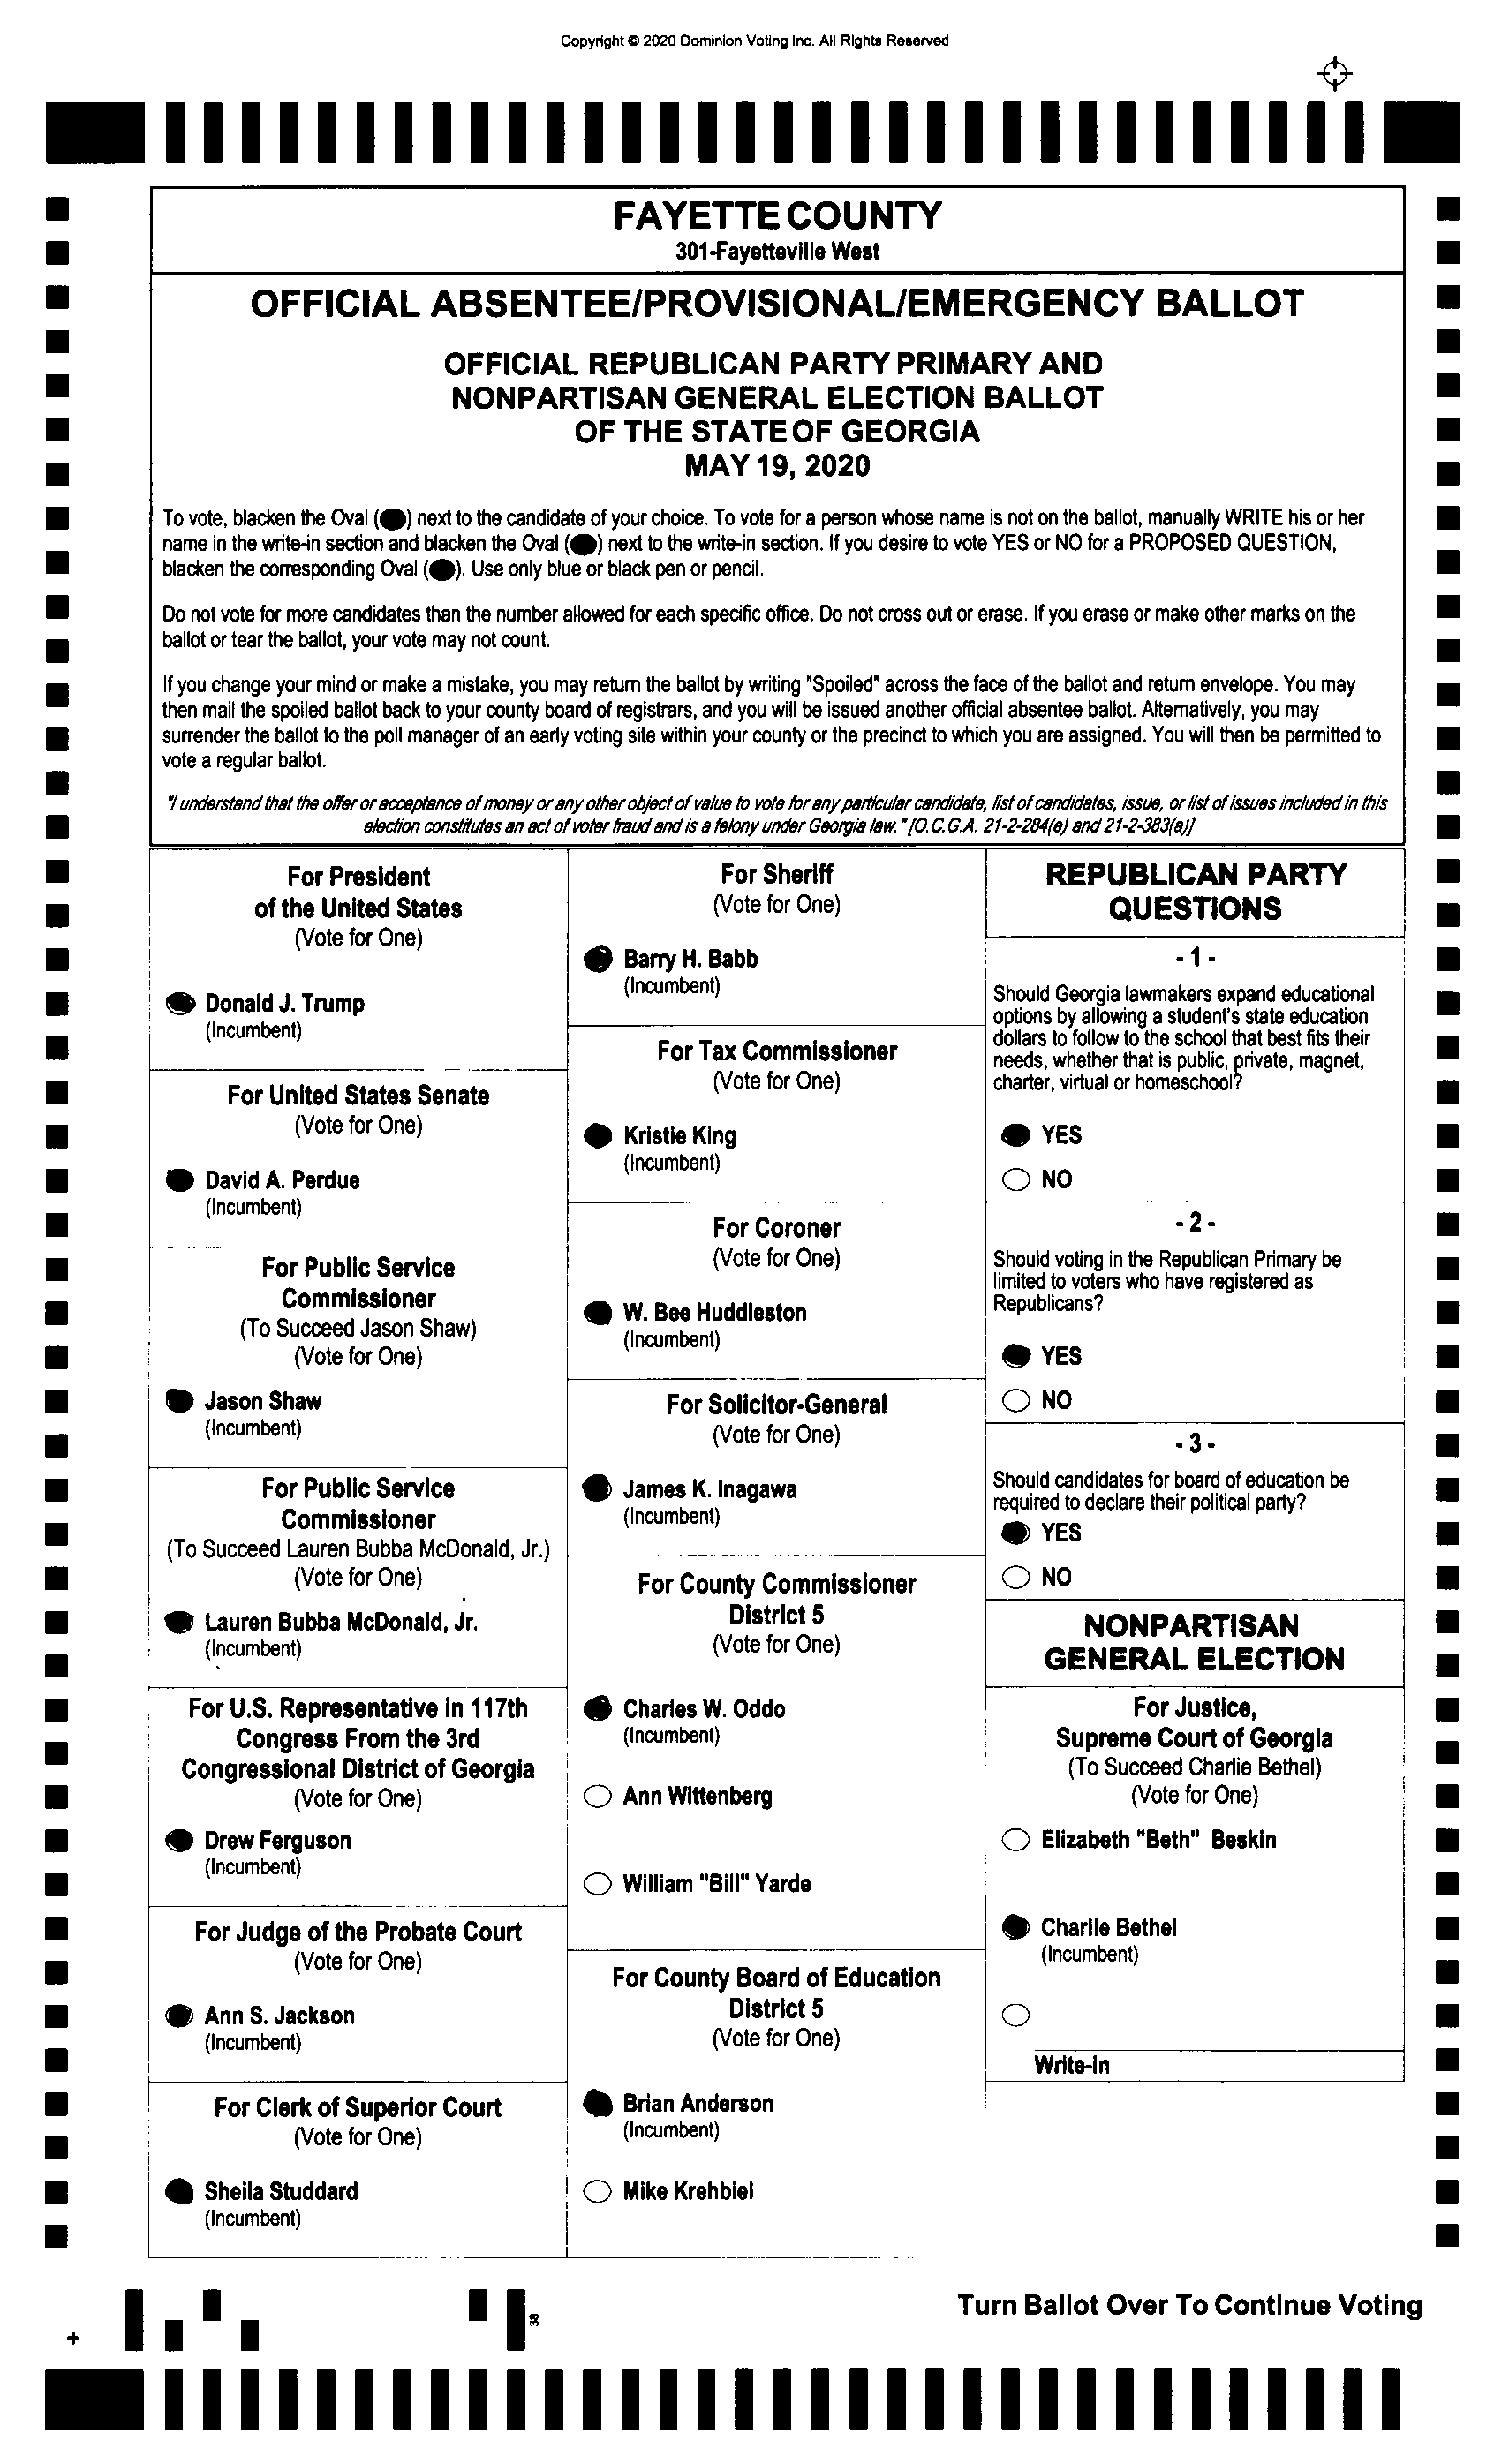 Copyright © 2020 Dominion Voting Inc. All Rights Reserved
FAYETTE COUNTY
301-Fayetteville West
OFFICIAL ABSENTEE/PROVISIONAL/EMERGENCY BALLOT
OFFICIAL REPUBLICAN PARTY PRIMARY AND
NONPARTISAN GENERAL ELECTION BALLOT
OF THE STATE OF GEORGIA
MAY 19, 2020
To vote, blacken the Oval ( ) next to the candidate of your choice. To vote for a person whose name is not on the ballot, manually WRITE his or her
name in the write-in section and blacken the Oval ( ) next to the write-in section. If you desire to vote YES or NO for a PROPOSED QUESTION,
blacken the corresponding Oval ( ). Use only blue or black pen or pencil.
Do not vote for more candidates than the number allowed for each specific office. Do not cross out or erase. If you erase or make other marks on the
ballot or tear the ballot, your vote may not count.
If you change your mind or make a mistake, you may return the ballot by writing "Spoiled" across the face of the ballot and return envelope. You may
then mail the spoiled ballot back to your county board of registrars, and you will be issued another official absentee ballot. Alternatively, you may
surrender the ballot to the poll manager of an early voting site within your county or the precinct to which you are assigned. You will then be permitted to
vote a regular ballot.
"I understand that the offer or acceptance of money or any other object of value to vote for any particular candidate, list of candidates, issue, or list of issues included in this
election constitutes an act of voter fraud and is a felony under Georgia law." [O.C.G.A. 21-2-284(e) and 21-2-383(a)]
For President
of the United States
(Vote for One)
Donald J. Trump
(Incumbent)
For United States Senate
(Vote for One)
David A. Perdue
(Incumbent)
For Public Service
Commissioner
(To Succeed Jason Shaw)
(Vote for One)
Jason Shaw
(Incumbent)
For Public Service
Commissioner
(To Succeed Lauren Bubba McDonald, Jr.)
(Vote for One)
Lauren Bubba McDonald, Jr.
(Incumbent)
For U.S. Representative in 117th
Congress From the 3rd
Congressional District of Georgia
(Vote for One)
Drew Ferguson
(Incumbent)
For Judge of the Probate Court
(Vote for One)
Ann S. Jackson
(Incumbent)
For Clerk of Superior Court
(Vote for One)
Sheila Studdard
(Incumbent)
For Sheriff
(Vote for One)
Barry H. Babb
(Incumbent)
For Tax Commissioner
(Vote for One)
Kristie King
(Incumbent)
For Coroner
(Vote for One)
W. Bee Huddleston
(Incumbent)
For Solicitor-General
(Vote for One)
James K. Inagawa
(Incumbent)
For County Commissioner
District 5
(Vote for One)
Charles W. Oddo
(Incumbent)
Ann Wittenberg
William "Bill" Yarde
For County Board of Education
District 5
(Vote for One)
Brian Anderson
(Incumbent)
Mike Krehbiel
REPUBLICAN PARTY
QUESTIONS
- 1 -
Should Georgia lawmakers expand educational
options by allowing a student's state education
dollars to follow to the school that best fits their
needs, whether that is public, private, magnet,
charter, virtual or homeschool?
YES
NO
- 2 -
Should voting in the Republican Primary be
limited to voters who have registered as
Republicans?
YES
NO
- 3 -
Should candidates for board of education be
required to declare their political party?
YES
NO
NONPARTISAN
GENERAL ELECTION
For Justice,
Supreme Court of Georgia
(To Succeed Charlie Bethel)
(Vote for One)
Elizabeth "Beth" Beskin
Charlie Bethel
(Incumbent)
Write-in
Turn Ballot Over To Continue Voting
38